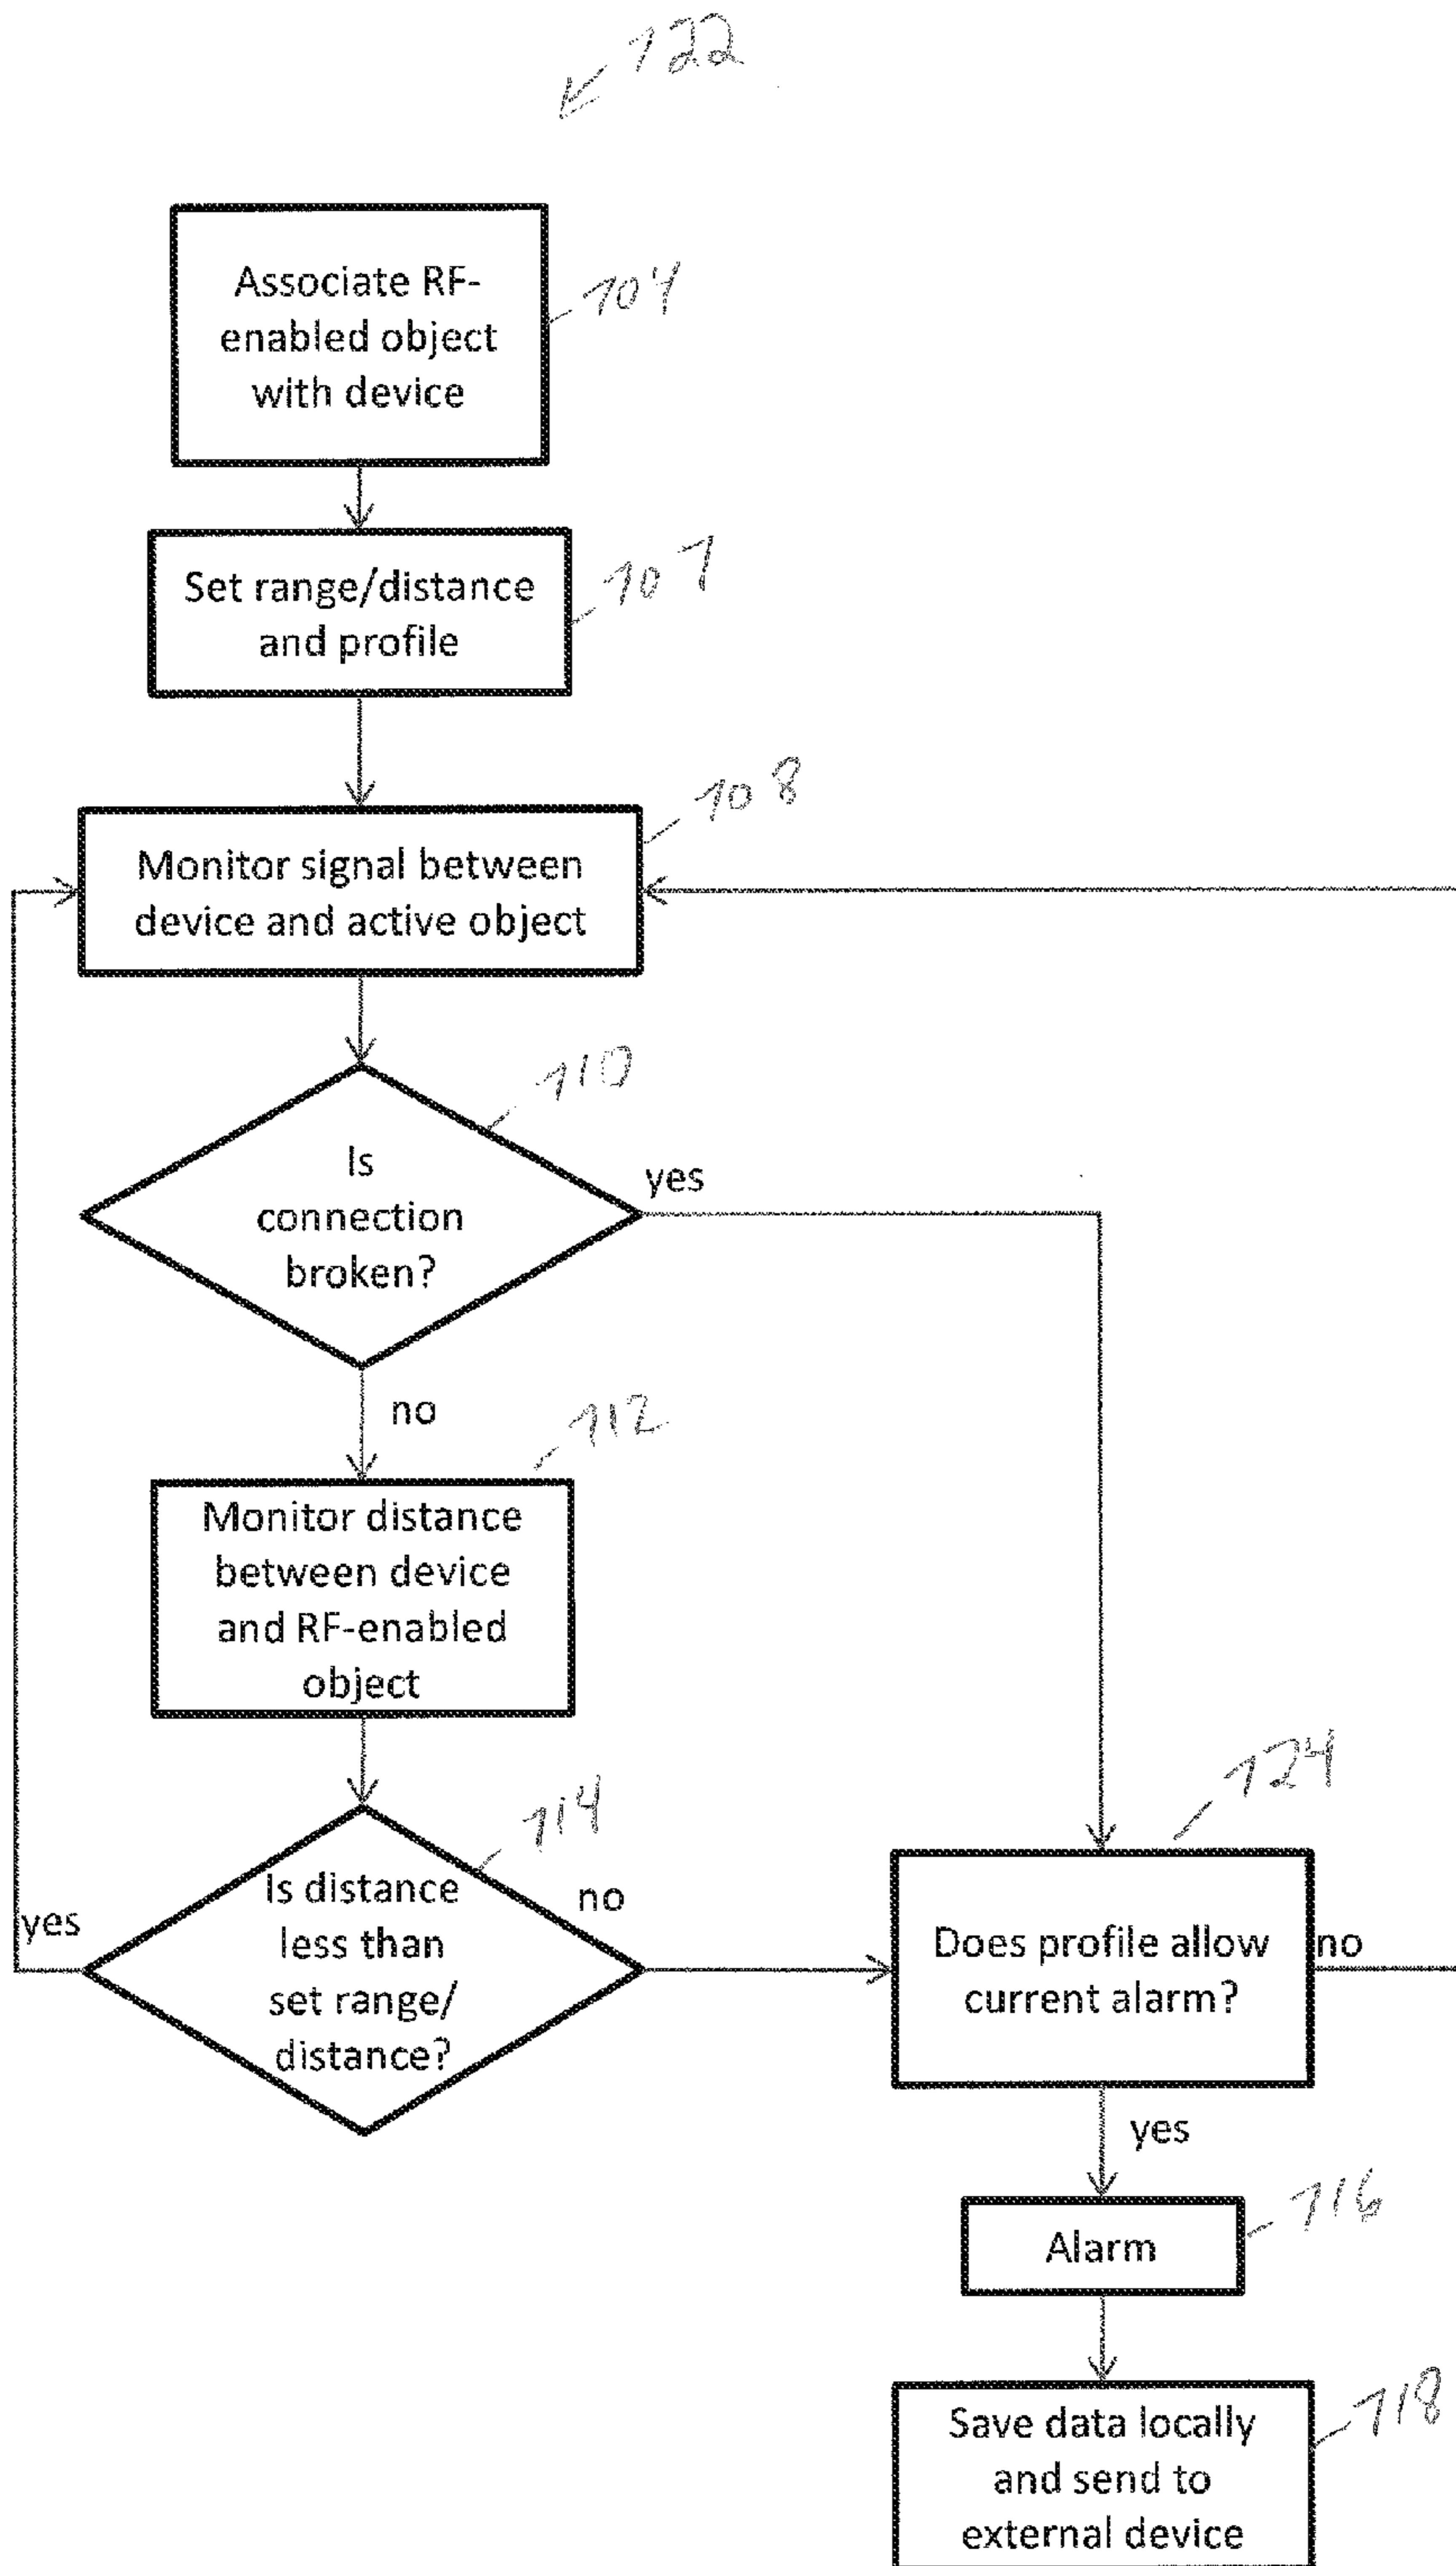 122
Associate RF-
enabled object
with device
104
Set range/distance
and profile
107
Monitor signal between
device and active object
108
Is
connection
broken?
110
yes
no
Monitor distance
between device
and RF-enabled
object
112
Is distance
less than
set range/
distance?
114
yes
no
Does profile allow
current alarm?
124
no
yes
Alarm
116
Save data locally
and send to
external device
118